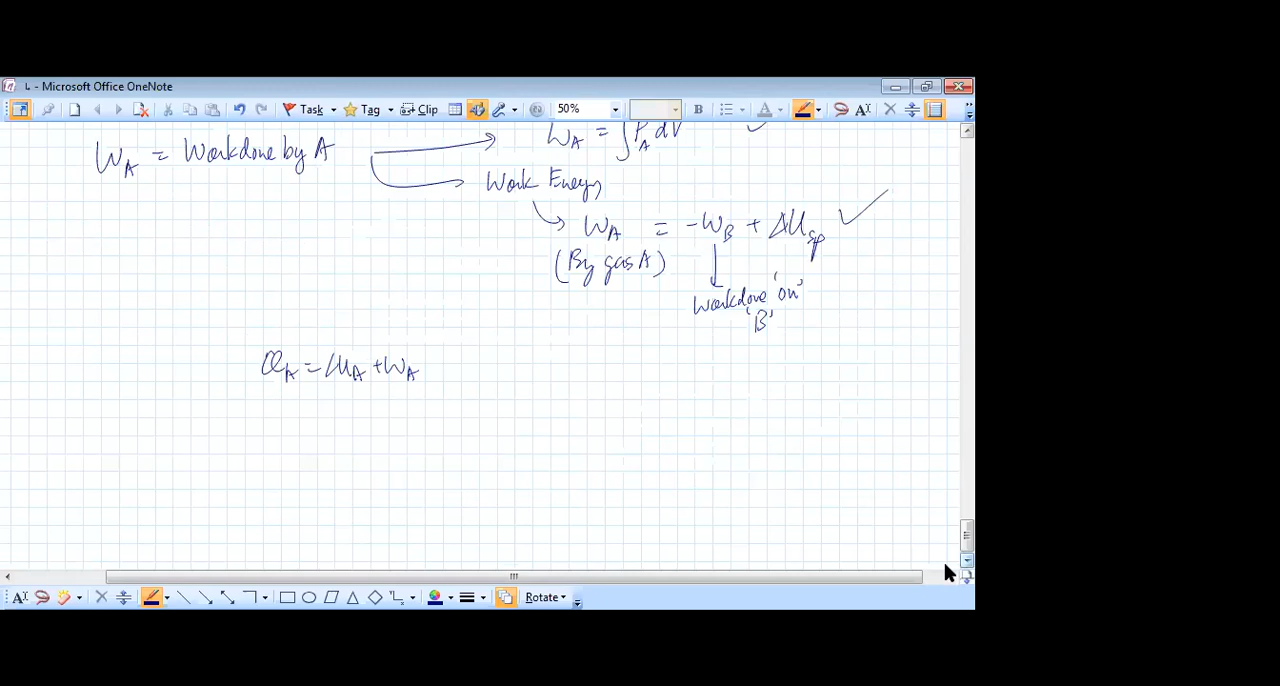 L - Microsoft Office OneNote
Task Tag Clip 50% B A
W_A = ∫P_A dV ✓
W_A = Workdone by A
Work Energy
W_A = -W_B + ΔU_sp ✓
(By gas A)
Workdone 'on'
'B'
Q_A = ΔU_A + W_A
Rotate